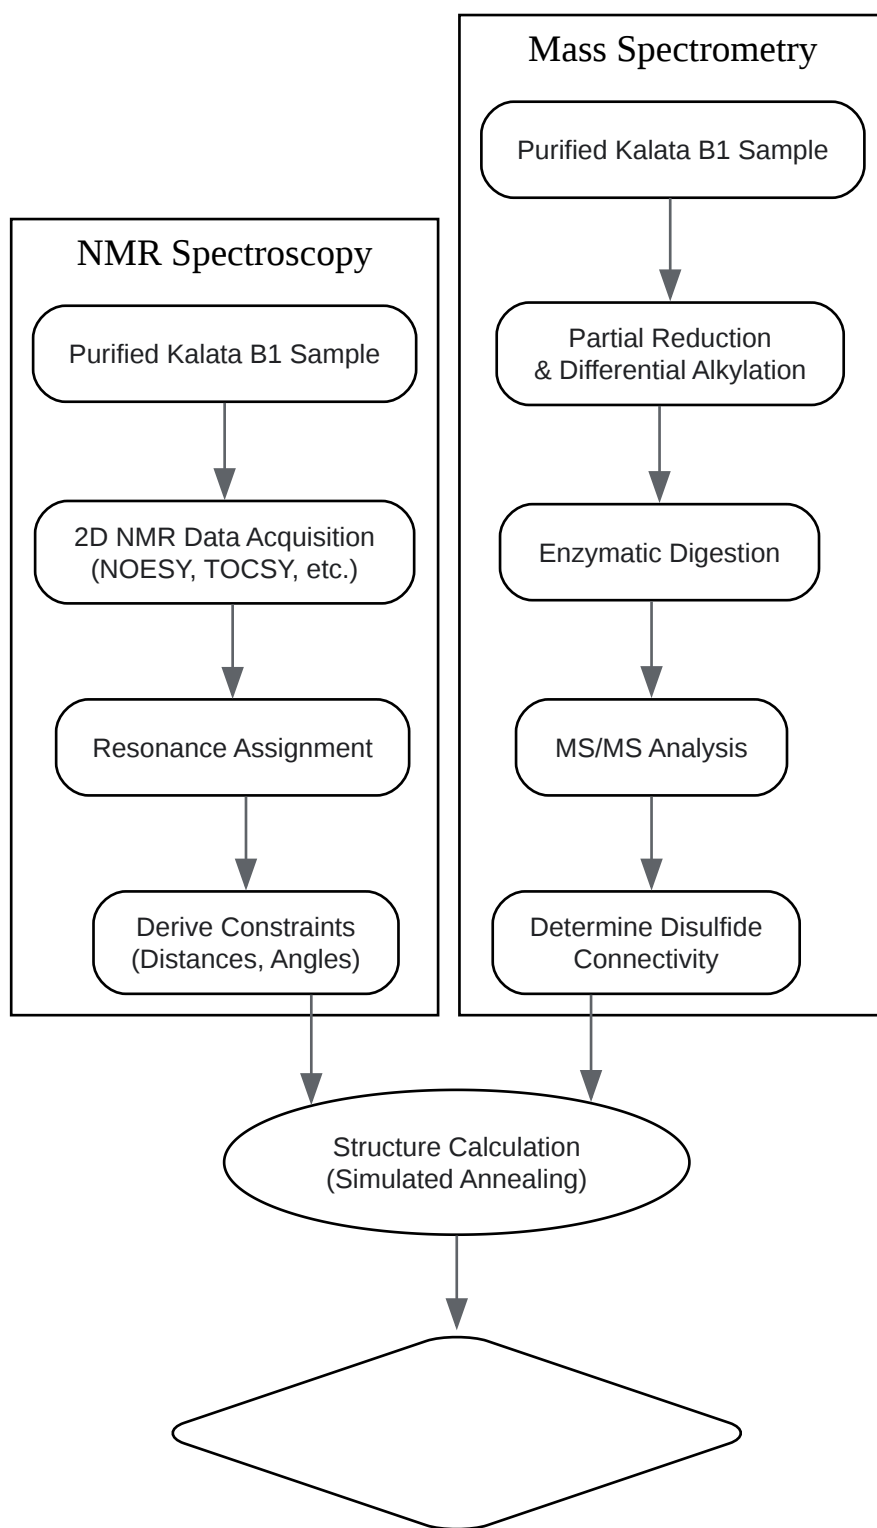 Mass Spectrometry
Purified Kalata B1 Sample
Partial Reduction
& Differential Alkylation
Enzymatic Digestion
MS/MS Analysis
Determine Disulfide
Connectivity
NMR Spectroscopy
Purified Kalata B1 Sample
2D NMR Data Acquisition
(NOESY, TOCSY, etc.)
Resonance Assignment
Derive Constraints
(Distances, Angles)
Structure Calculation
(Simulated Annealing)